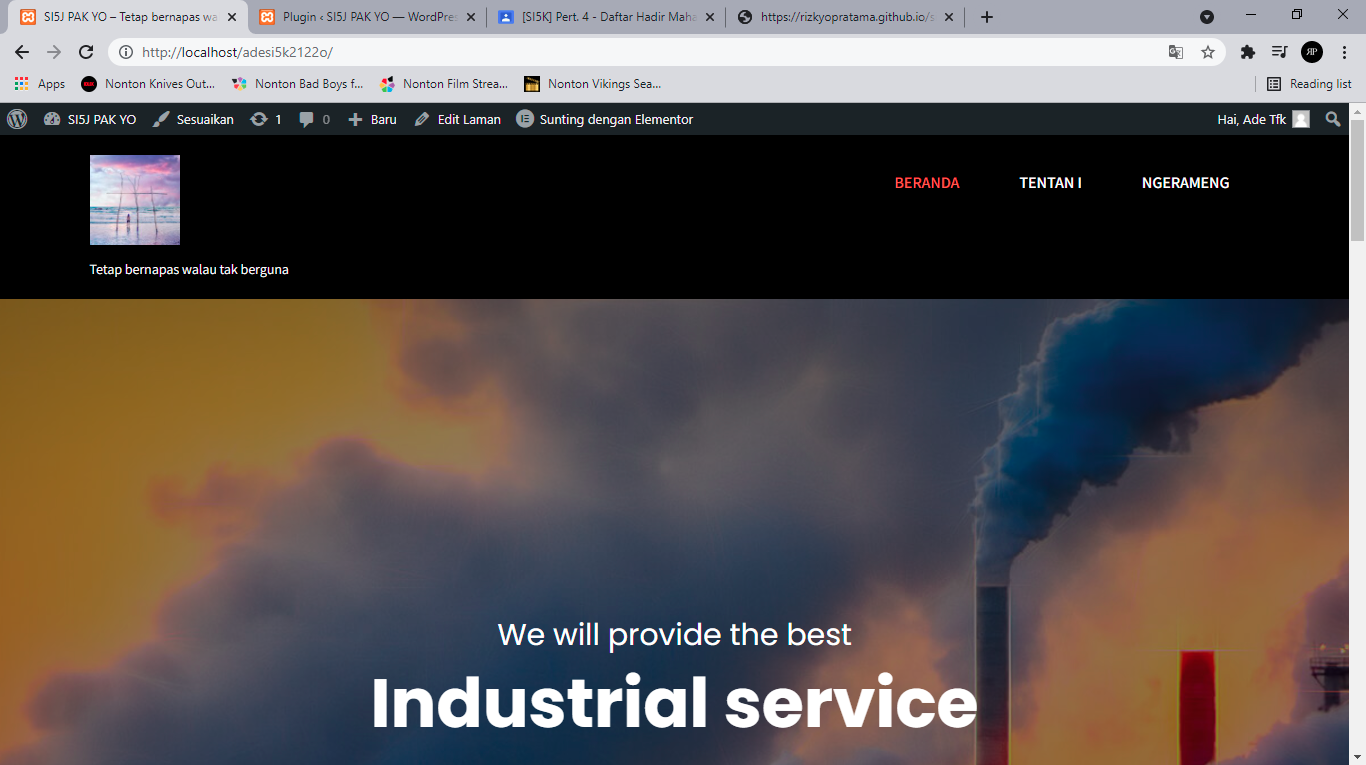 SI5J PAK YO – Tetap bernapas wa
Plugin ‹ SI5J PAK YO — WordPres
[SI5K] Pert. 4 - Daftar Hadir Maha
https://rizkyopratama.github.io/s
http://localhost/adesi5k2122o/
Apps
Nonton Knives Out...
Nonton Bad Boys f...
Nonton Film Strea...
Nonton Vikings Sea...
Reading list
SI5J PAK YO
Sesuaikan
1
0
Baru
Edit Laman
Sunting dengan Elementor
Hai, Ade Tfk
BERANDA
TENTAN I
NGERAMENG
Tetap bernapas walau tak berguna
We will provide the best
Industrial service